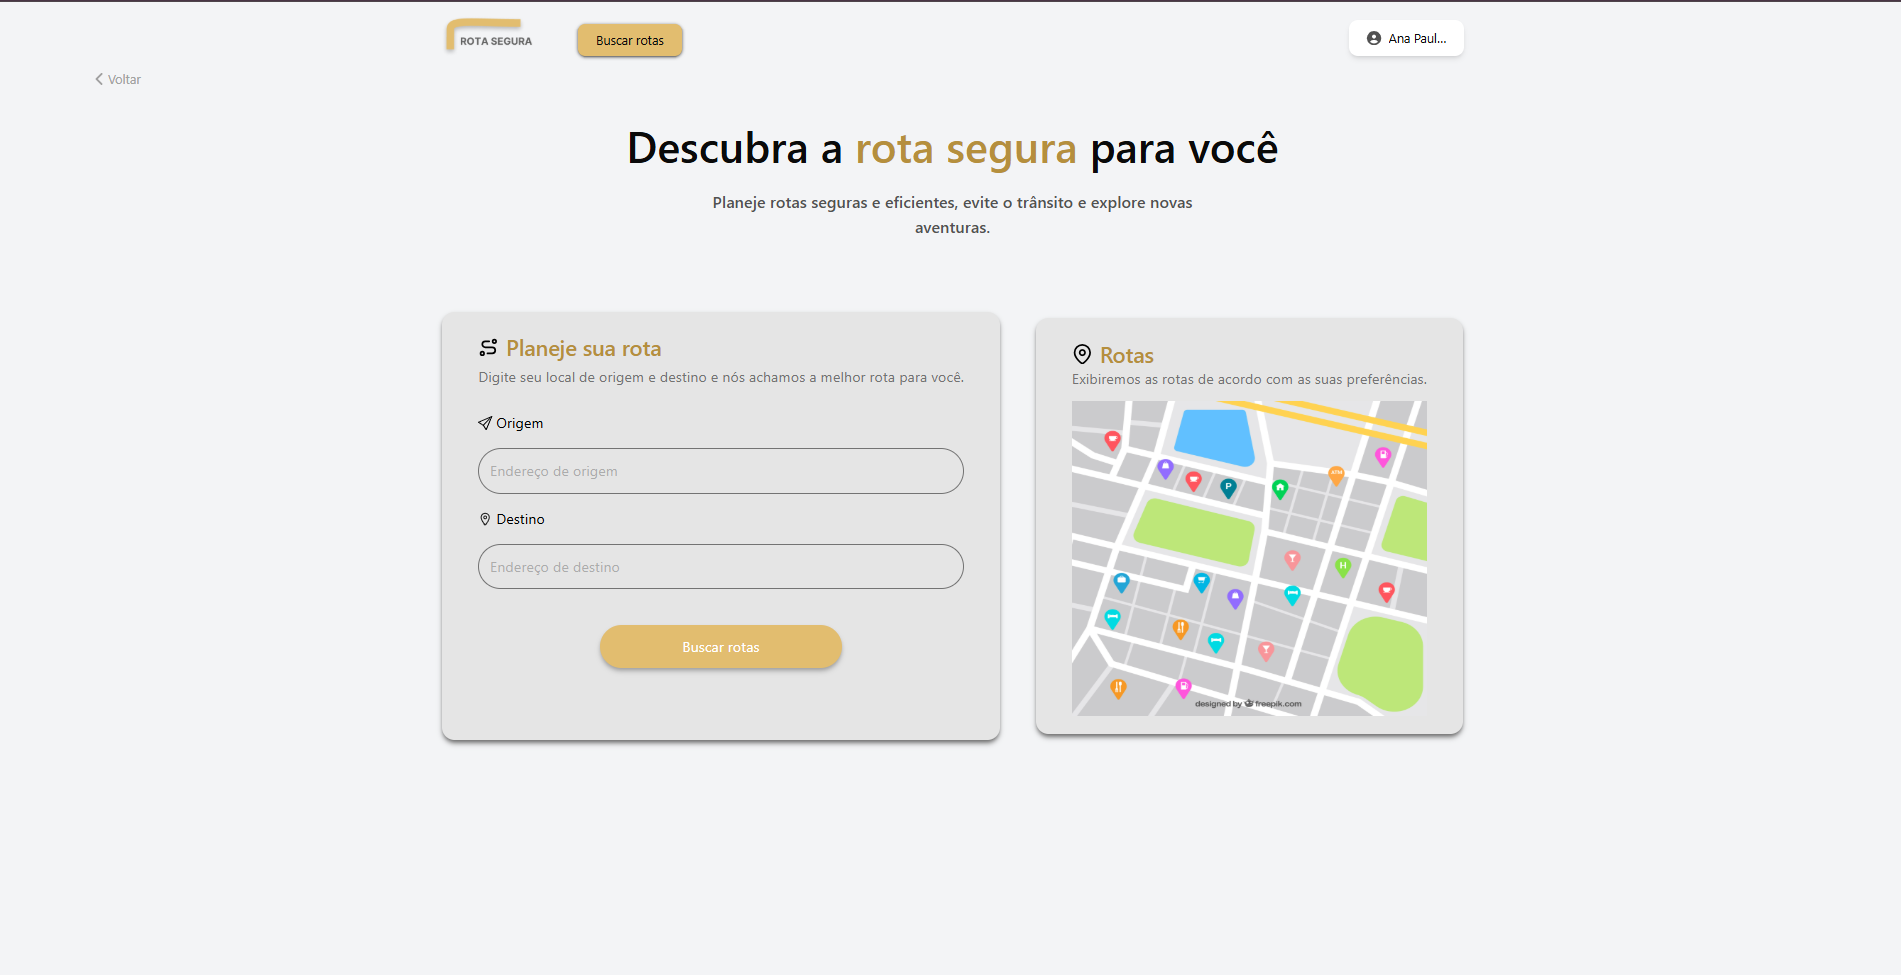 ROTA SEGURA
Buscar rotas
Ana Paul...
Voltar
Descubra a rota segura para você
Planeje rotas seguras e eficientes, evite o trânsito e explore novas
aventuras.
Planeje sua rota
Digite seu local de origem e destino e nós achamos a melhor rota para você.
Origem
Endereço de origem
Destino
Endereço de destino
Buscar rotas
Rotas
Exibiremos as rotas de acordo com as suas preferências.
ATM
P
H
designed by freepik.com